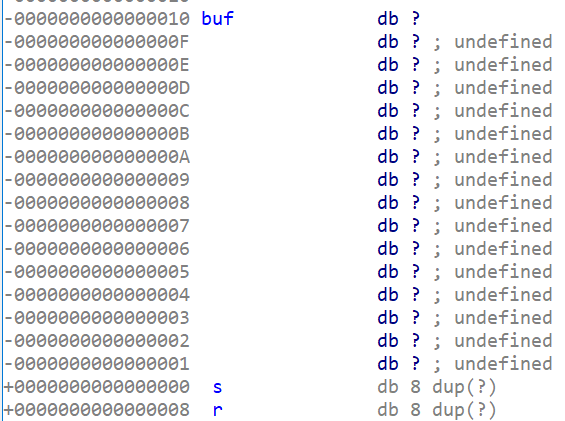 -0000000000000010 buf db ?
-000000000000000F db ? ; undefined
-000000000000000E db ? ; undefined
-000000000000000D db ? ; undefined
-000000000000000C db ? ; undefined
-000000000000000B db ? ; undefined
-000000000000000A db ? ; undefined
-0000000000000009 db ? ; undefined
-0000000000000008 db ? ; undefined
-0000000000000007 db ? ; undefined
-0000000000000006 db ? ; undefined
-0000000000000005 db ? ; undefined
-0000000000000004 db ? ; undefined
-0000000000000003 db ? ; undefined
-0000000000000002 db ? ; undefined
-0000000000000001 db ? ; undefined
+0000000000000000 s db 8 dup(?)
+0000000000000008 r db 8 dup(?)